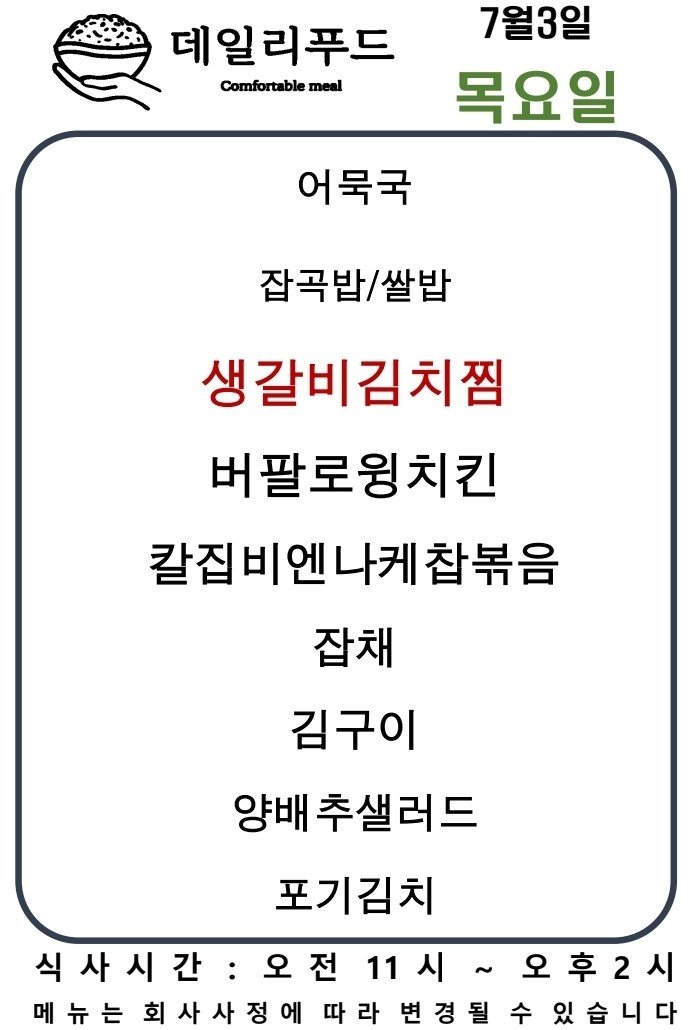 데일리푸드
Comfortable meal
7월3일
목요일
어묵국
잡곡밥/쌀밥
생갈비김치찜
버팔로윙치킨
칼집비엔나케찹볶음
잡채
김구이
양배추샐러드
포기김치
식사시간 : 오전 11시 ~ 오후2시
메뉴는 회사사정에 따라 변경될 수 있습니다